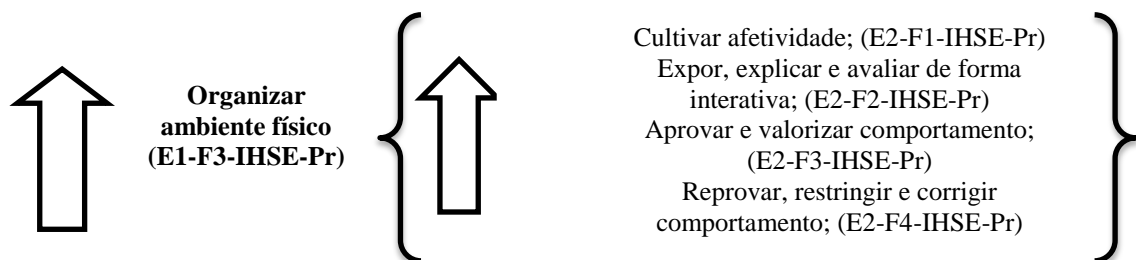 Organizar
ambiente físico
(E1-F3-IHSE-Pr)
Cultivar afetividade; (E2-F1-IHSE-Pr)
Expor, explicar e avaliar de forma
interativa; (E2-F2-IHSE-Pr)
Aprovar e valorizar comportamento;
(E2-F3-IHSE-Pr)
Reprovar, restringir e corrigir
comportamento; (E2-F4-IHSE-Pr)